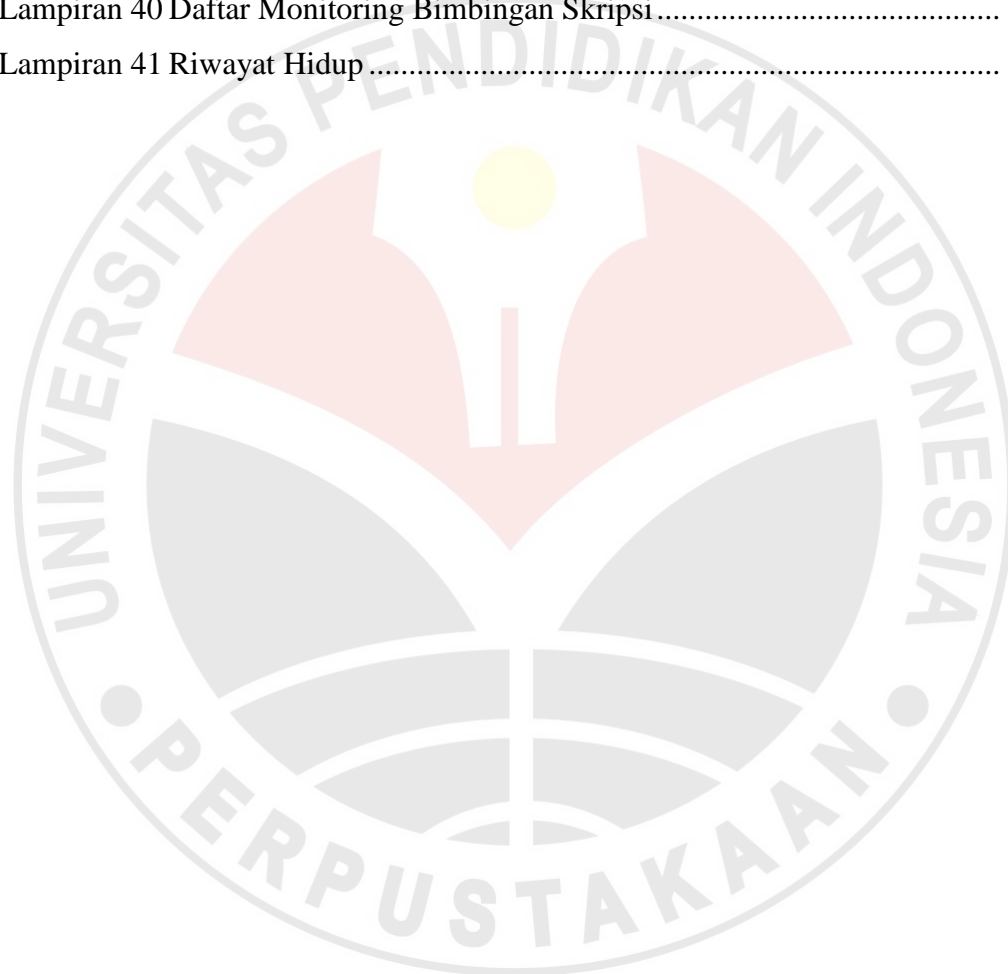 Lampiran 40 Daftar Monitoring Bimbingan Skripsi...........................................
Lampiran 41 Riwayat Hidup...............................................................................
UNIVERSITAS PENDIDIKAN INDONESIA
PERPUSTAKAAN